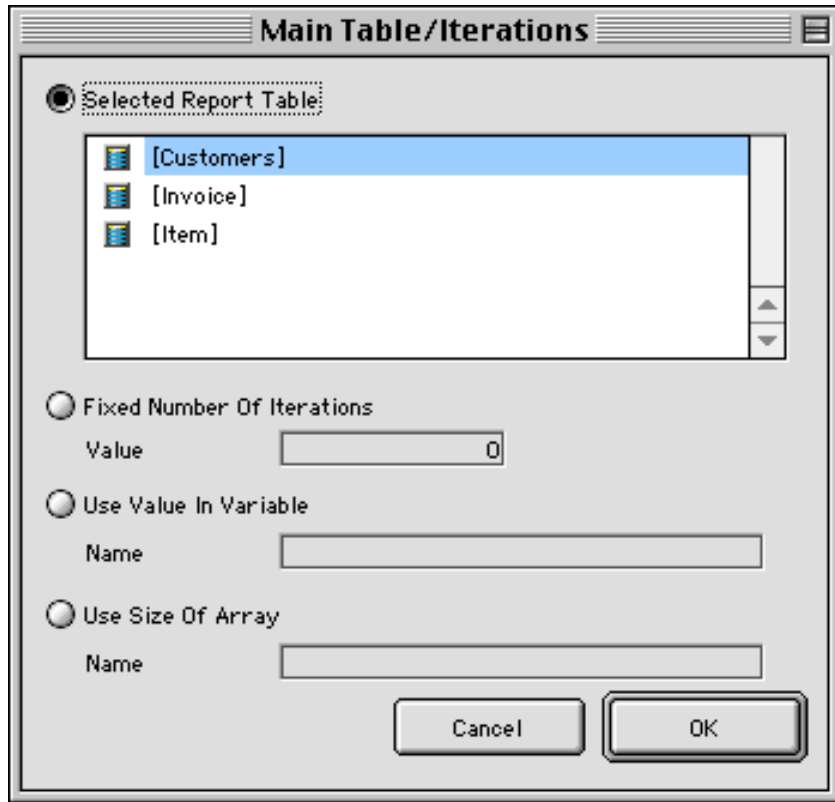 Main Table/Iterations
Selected Report Table
[Customers]
[Invoice]
[Item]
Fixed Number Of Iterations
Value 0
Use Value In Variable
Name
Use Size Of Array
Name
Cancel OK